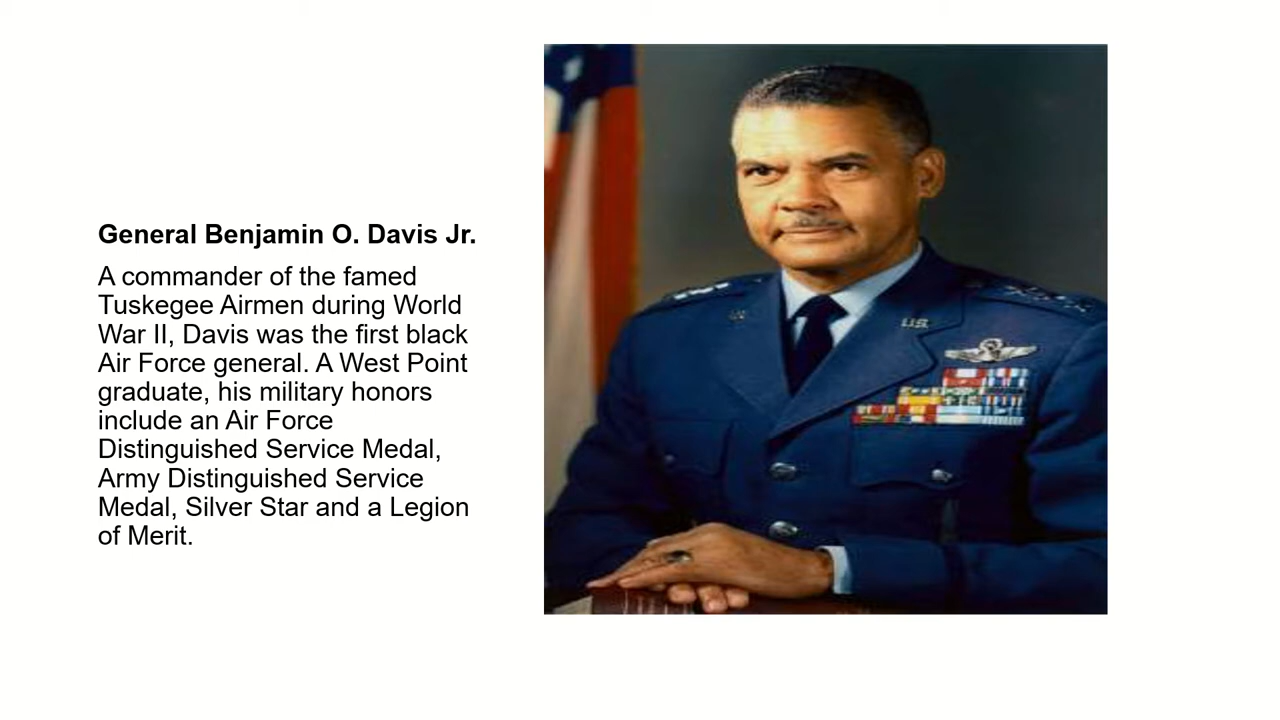 General Benjamin O. Davis Jr.
A commander of the famed
Tuskegee Airmen during World
War II, Davis was the first black
Air Force general. A West Point
graduate, his military honors
include an Air Force
Distinguished Service Medal,
Army Distinguished Service
Medal, Silver Star and a Legion
of Merit.
U.S.